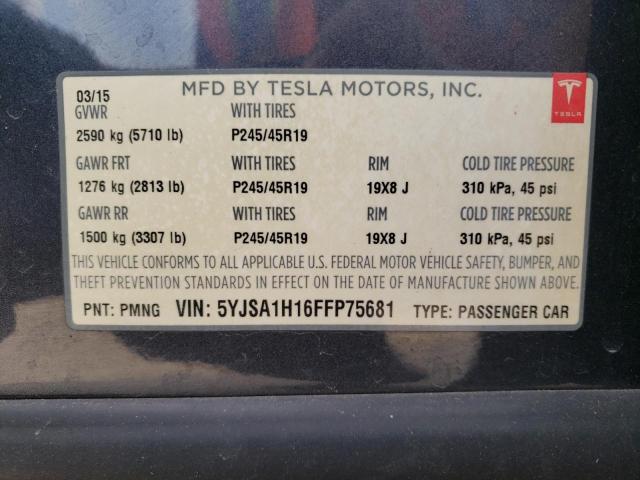 03/15 MFD BY TESLA MOTORS, INC.
TESLA
GVWR WITH TIRES
2590 kg (5710 lb) P245/45R19
GAWR FRT WITH TIRES RIM COLD TIRE PRESSURE
1276 kg (2813 lb) P245/45R19 19X8 J 310 kPa, 45 psi
GAWR RR WITH TIRES RIM COLD TIRE PRESSURE
1500 kg (3307 lb) P245/45R19 19X8 J 310 kPa, 45 psi
THIS VEHICLE CONFORMS TO ALL APPLICABLE U.S. FEDERAL MOTOR VEHICLE SAFETY, BUMPER, AND
THEFT PREVENTION STANDARDS IN EFFECT ON THE DATE OF MANUFACTURE SHOWN ABOVE.
PNT: PMNG VIN: 5YJSA1H16FFP75681 TYPE: PASSENGER CAR